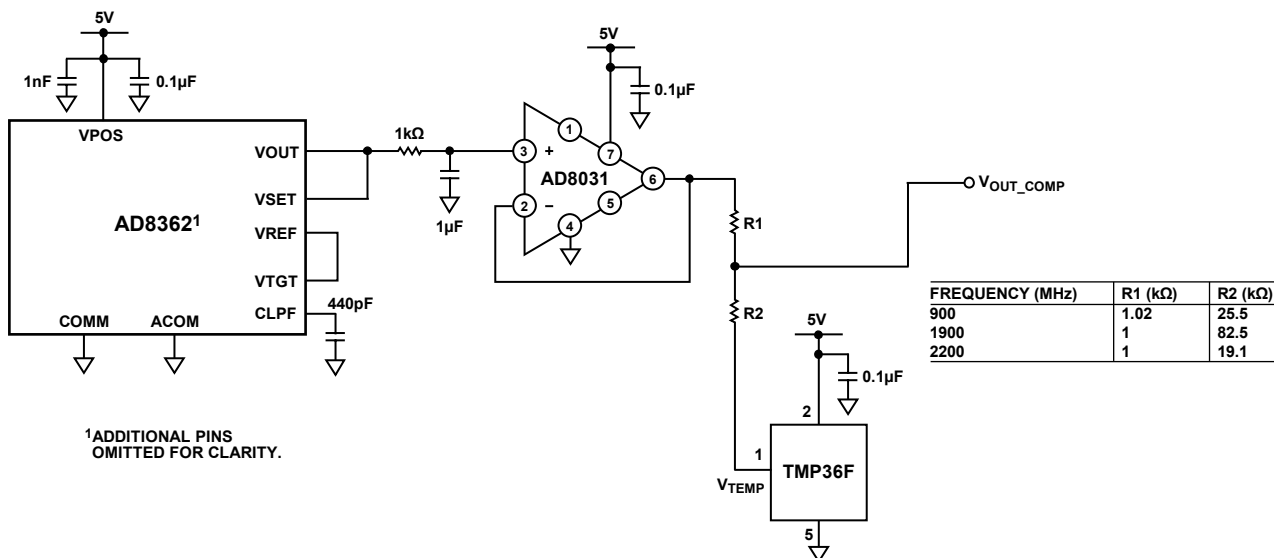 5V
1nF
0.1µF
VPOS
VOUT
VSET
AD8362¹
VREF
VTGT
COMM
ACOM
CLPF
440pF
¹ADDITIONAL PINS
OMITTED FOR CLARITY.
1kΩ
1µF
5V
0.1µF
3
+
1
7
AD8031
6
2
–
5
4
R1
R2
VOUT_COMP
5V
0.1µF
2
1
TMP36F
VTEMP
5
FREQUENCY (MHz) R1 (kΩ) R2 (kΩ)
900 1.02 25.5
1900 1 82.5
2200 1 19.1